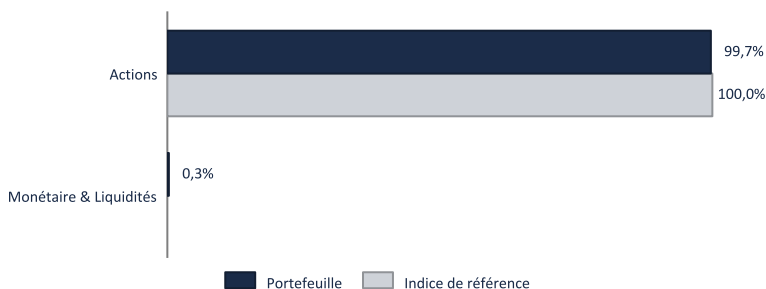 99,7%
Actions
100,0%
0,3%
Monétaire & Liquidités
Portefeuille
Indice de référence